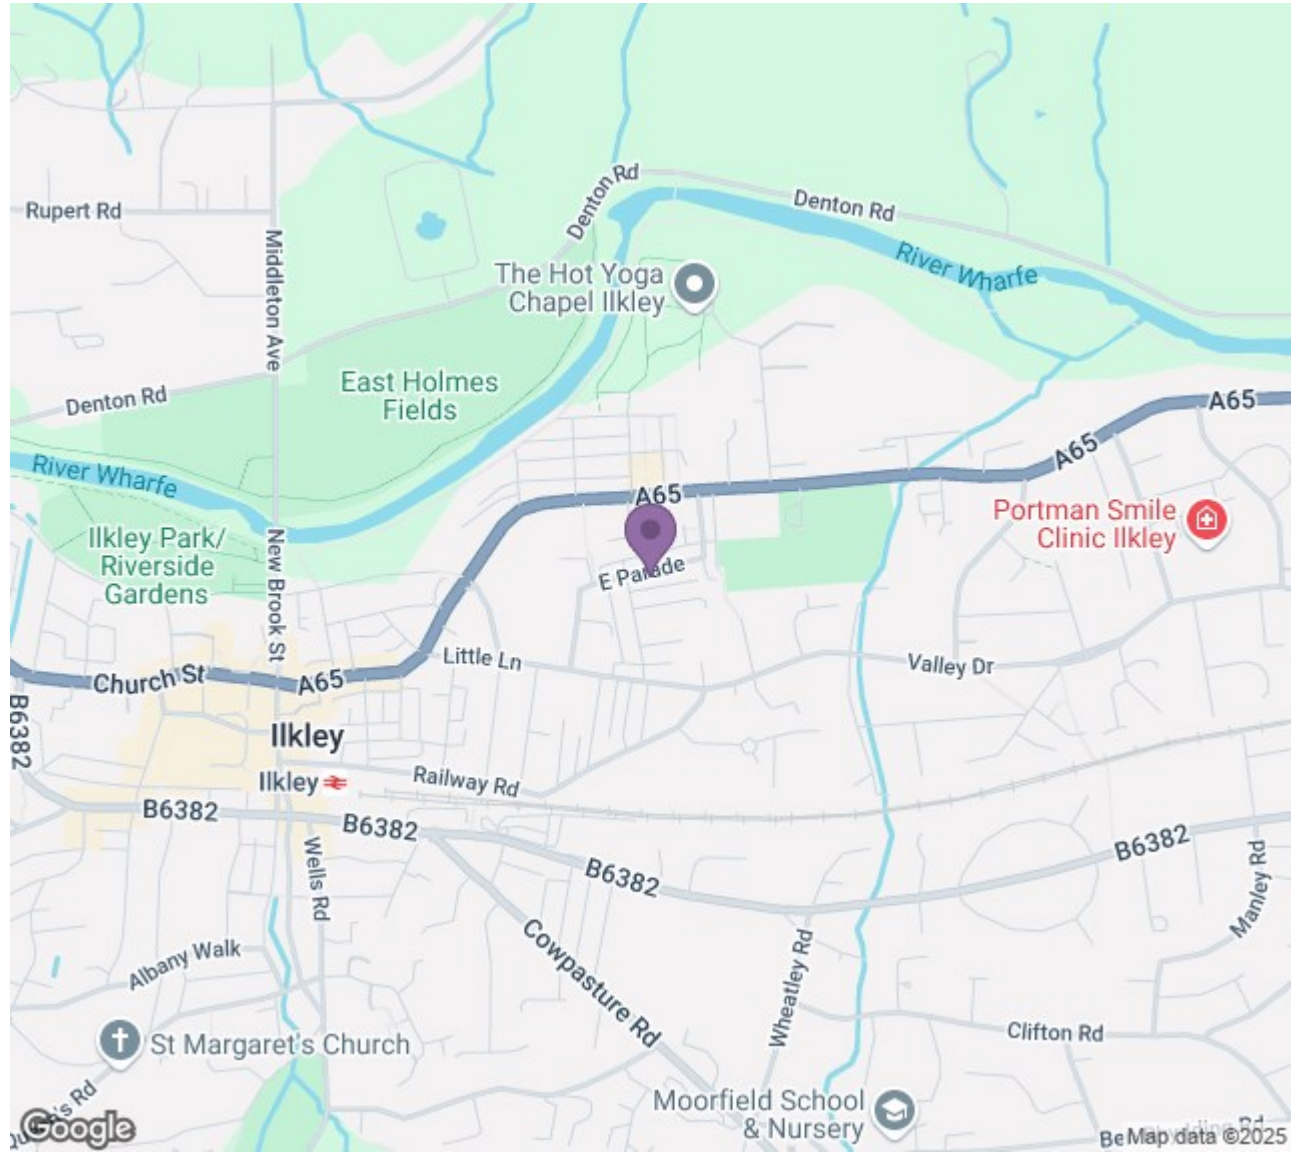 Denton Rd
Denton Rd
Rupert Rd
Middleton Ave
River Wharfe
The Hot Yoga
Chapel Ilkley
East Holmes
Fields
Denton Rd
A65
A65
River Wharfe
A65
Portman Smile
Clinic Ilkley
Ilkley Park/
Riverside
Gardens
New Brook St
E Parade
Little Ln
Valley Dr
Church St
A65
B6382
Ilkley
Ilkley
Railway Rd
B6382
B6382
B6382
B6382
Wells Rd
Manley Rd
Cowpasture Rd
Albany Walk
Wheatley Rd
Clifton Rd
St Margaret's Church
Moorfield School
& Nursery
Google
Map data ©2025